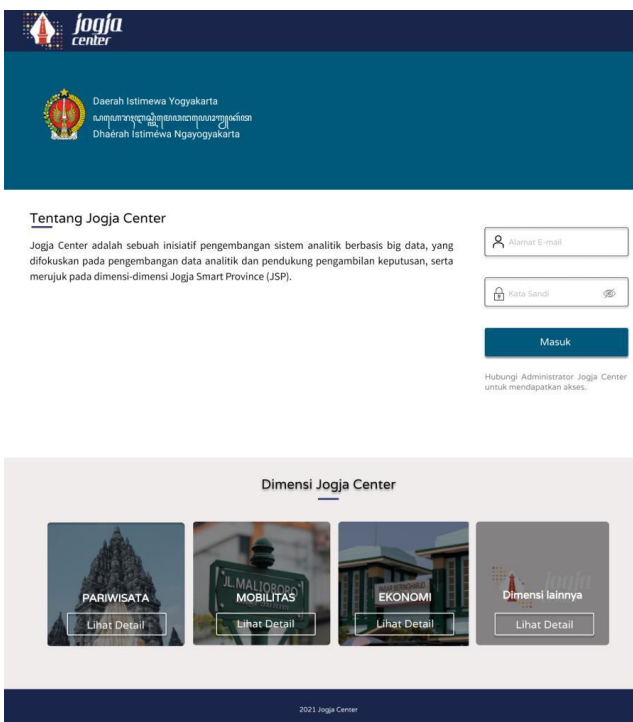 jogja
center
Daerah Istimewa Yogyakarta
Dhaérah Istiméwa Ngayogyakarta
Tentang Jogja Center
Jogja Center adalah sebuah inisiatif pengembangan sistem analitik berbasis big data, yang
difokuskan pada pengembangan data analitik dan pendukung pengambilan keputusan, serta
merujuk pada dimensi-dimensi Jogja Smart Province (JSP).
Alamat E-mail
Kata Sandi
Masuk
Hubungi Administrator Jogja Center
untuk mendapatkan akses.
Dimensi Jogja Center
JL.MALIOBORO
PARIWISATA
MOBILITAS
EKONOMI
Dimensi lainnya
Lihat Detail
Lihat Detail
Lihat Detail
Lihat Detail
2021 Jogja Center